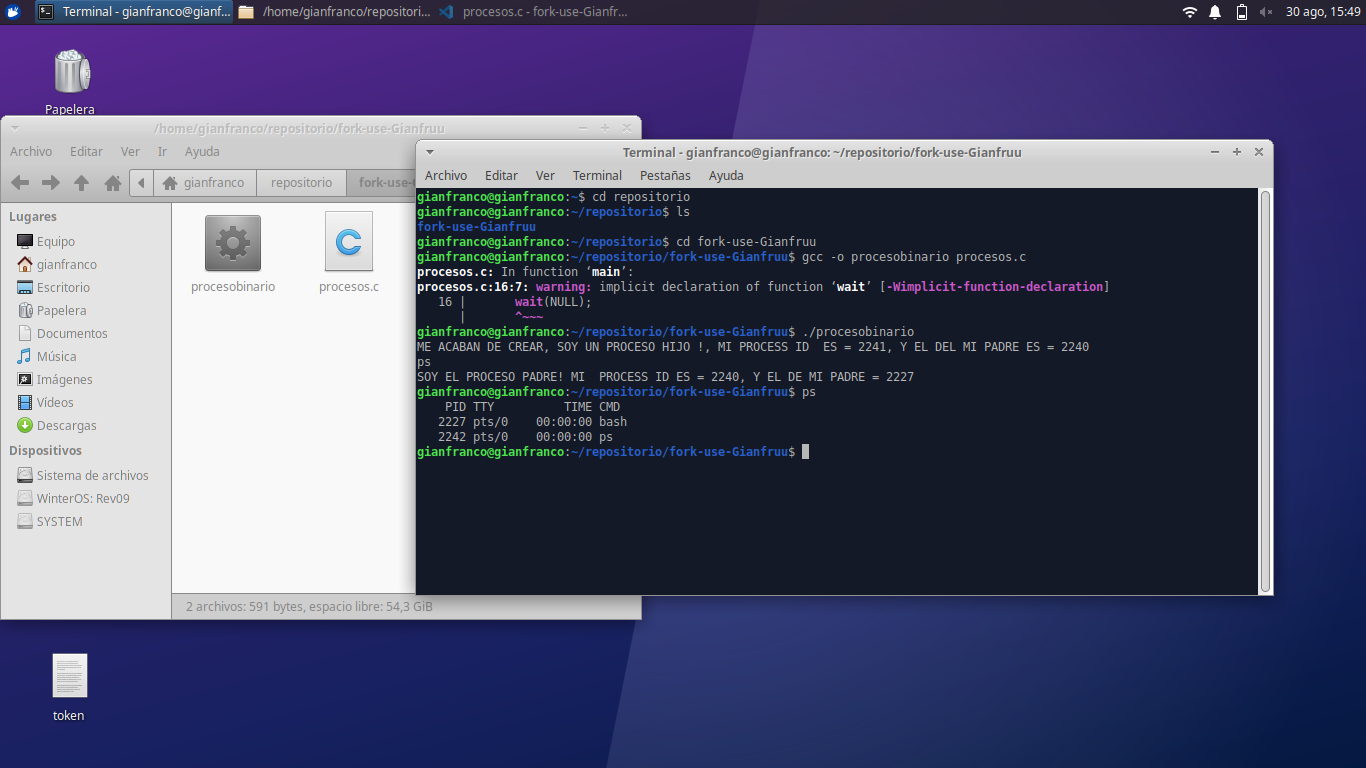 Terminal - gianfranco@gianf...
/home/gianfranco/repositori...
procesos.c - fork-use-Gianfr...
30 ago, 15:49
Papelera
/home/gianfranco/repositorio/fork-use-Gianfruu
Archivo Editar Ver Ir Ayuda
gianfranco repositorio fork-use-G
Lugares
Equipo
gianfranco
Escritorio
Papelera
Documentos
Música
Imágenes
Vídeos
Descargas
Dispositivos
Sistema de archivos
WinterOS: Rev09
SYSTEM
procesobinario
procesos.c
2 archivos: 591 bytes, espacio libre: 54,3 GiB
Terminal - gianfranco@gianfranco: ~/repositorio/fork-use-Gianfruu
Archivo Editar Ver Terminal Pestañas Ayuda
gianfranco@gianfranco:~$ cd repositorio
gianfranco@gianfranco:~/repositorio$ ls
fork-use-Gianfruu
gianfranco@gianfranco:~/repositorio$ cd fork-use-Gianfruu
gianfranco@gianfranco:~/repositorio/fork-use-Gianfruu$ gcc -o procesobinario procesos.c
procesos.c: In function ‘main’:
procesos.c:16:7: warning: implicit declaration of function ‘wait’ [-Wimplicit-function-declaration]
   16 |       wait(NULL);
      |       ^~~~
gianfranco@gianfranco:~/repositorio/fork-use-Gianfruu$ ./procesobinario
ME ACABAN DE CREAR, SOY UN PROCESO HIJO !, MI PROCESS ID  ES = 2241, Y EL DEL MI PADRE ES = 2240
ps
SOY EL PROCESO PADRE! MI  PROCESS ID ES = 2240, Y EL DE MI PADRE = 2227
gianfranco@gianfranco:~/repositorio/fork-use-Gianfruu$ ps
    PID TTY          TIME CMD
   2227 pts/0    00:00:00 bash
   2242 pts/0    00:00:00 ps
gianfranco@gianfranco:~/repositorio/fork-use-Gianfruu$
token